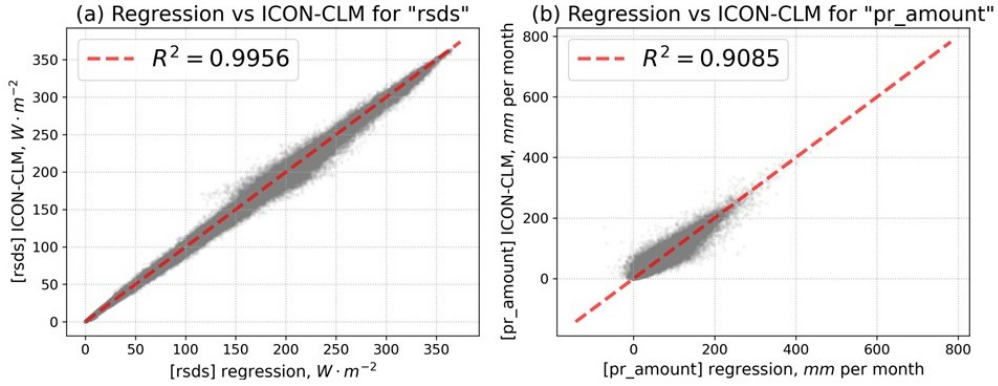 (a) Regression vs ICON-CLM for "rsds"
R² = 0.9956
[rsds] ICON-CLM, W · m⁻²
350
300
250
200
150
100
50
0
0 50 100 150 200 250 300 350
[rsds] regression, W · m⁻²
(b) Regression vs ICON-CLM for "pr_amount"
R² = 0.9085
[pr_amount] ICON-CLM, mm per month
800
600
400
200
0
0 200 400 600 800
[pr_amount] regression, mm per month